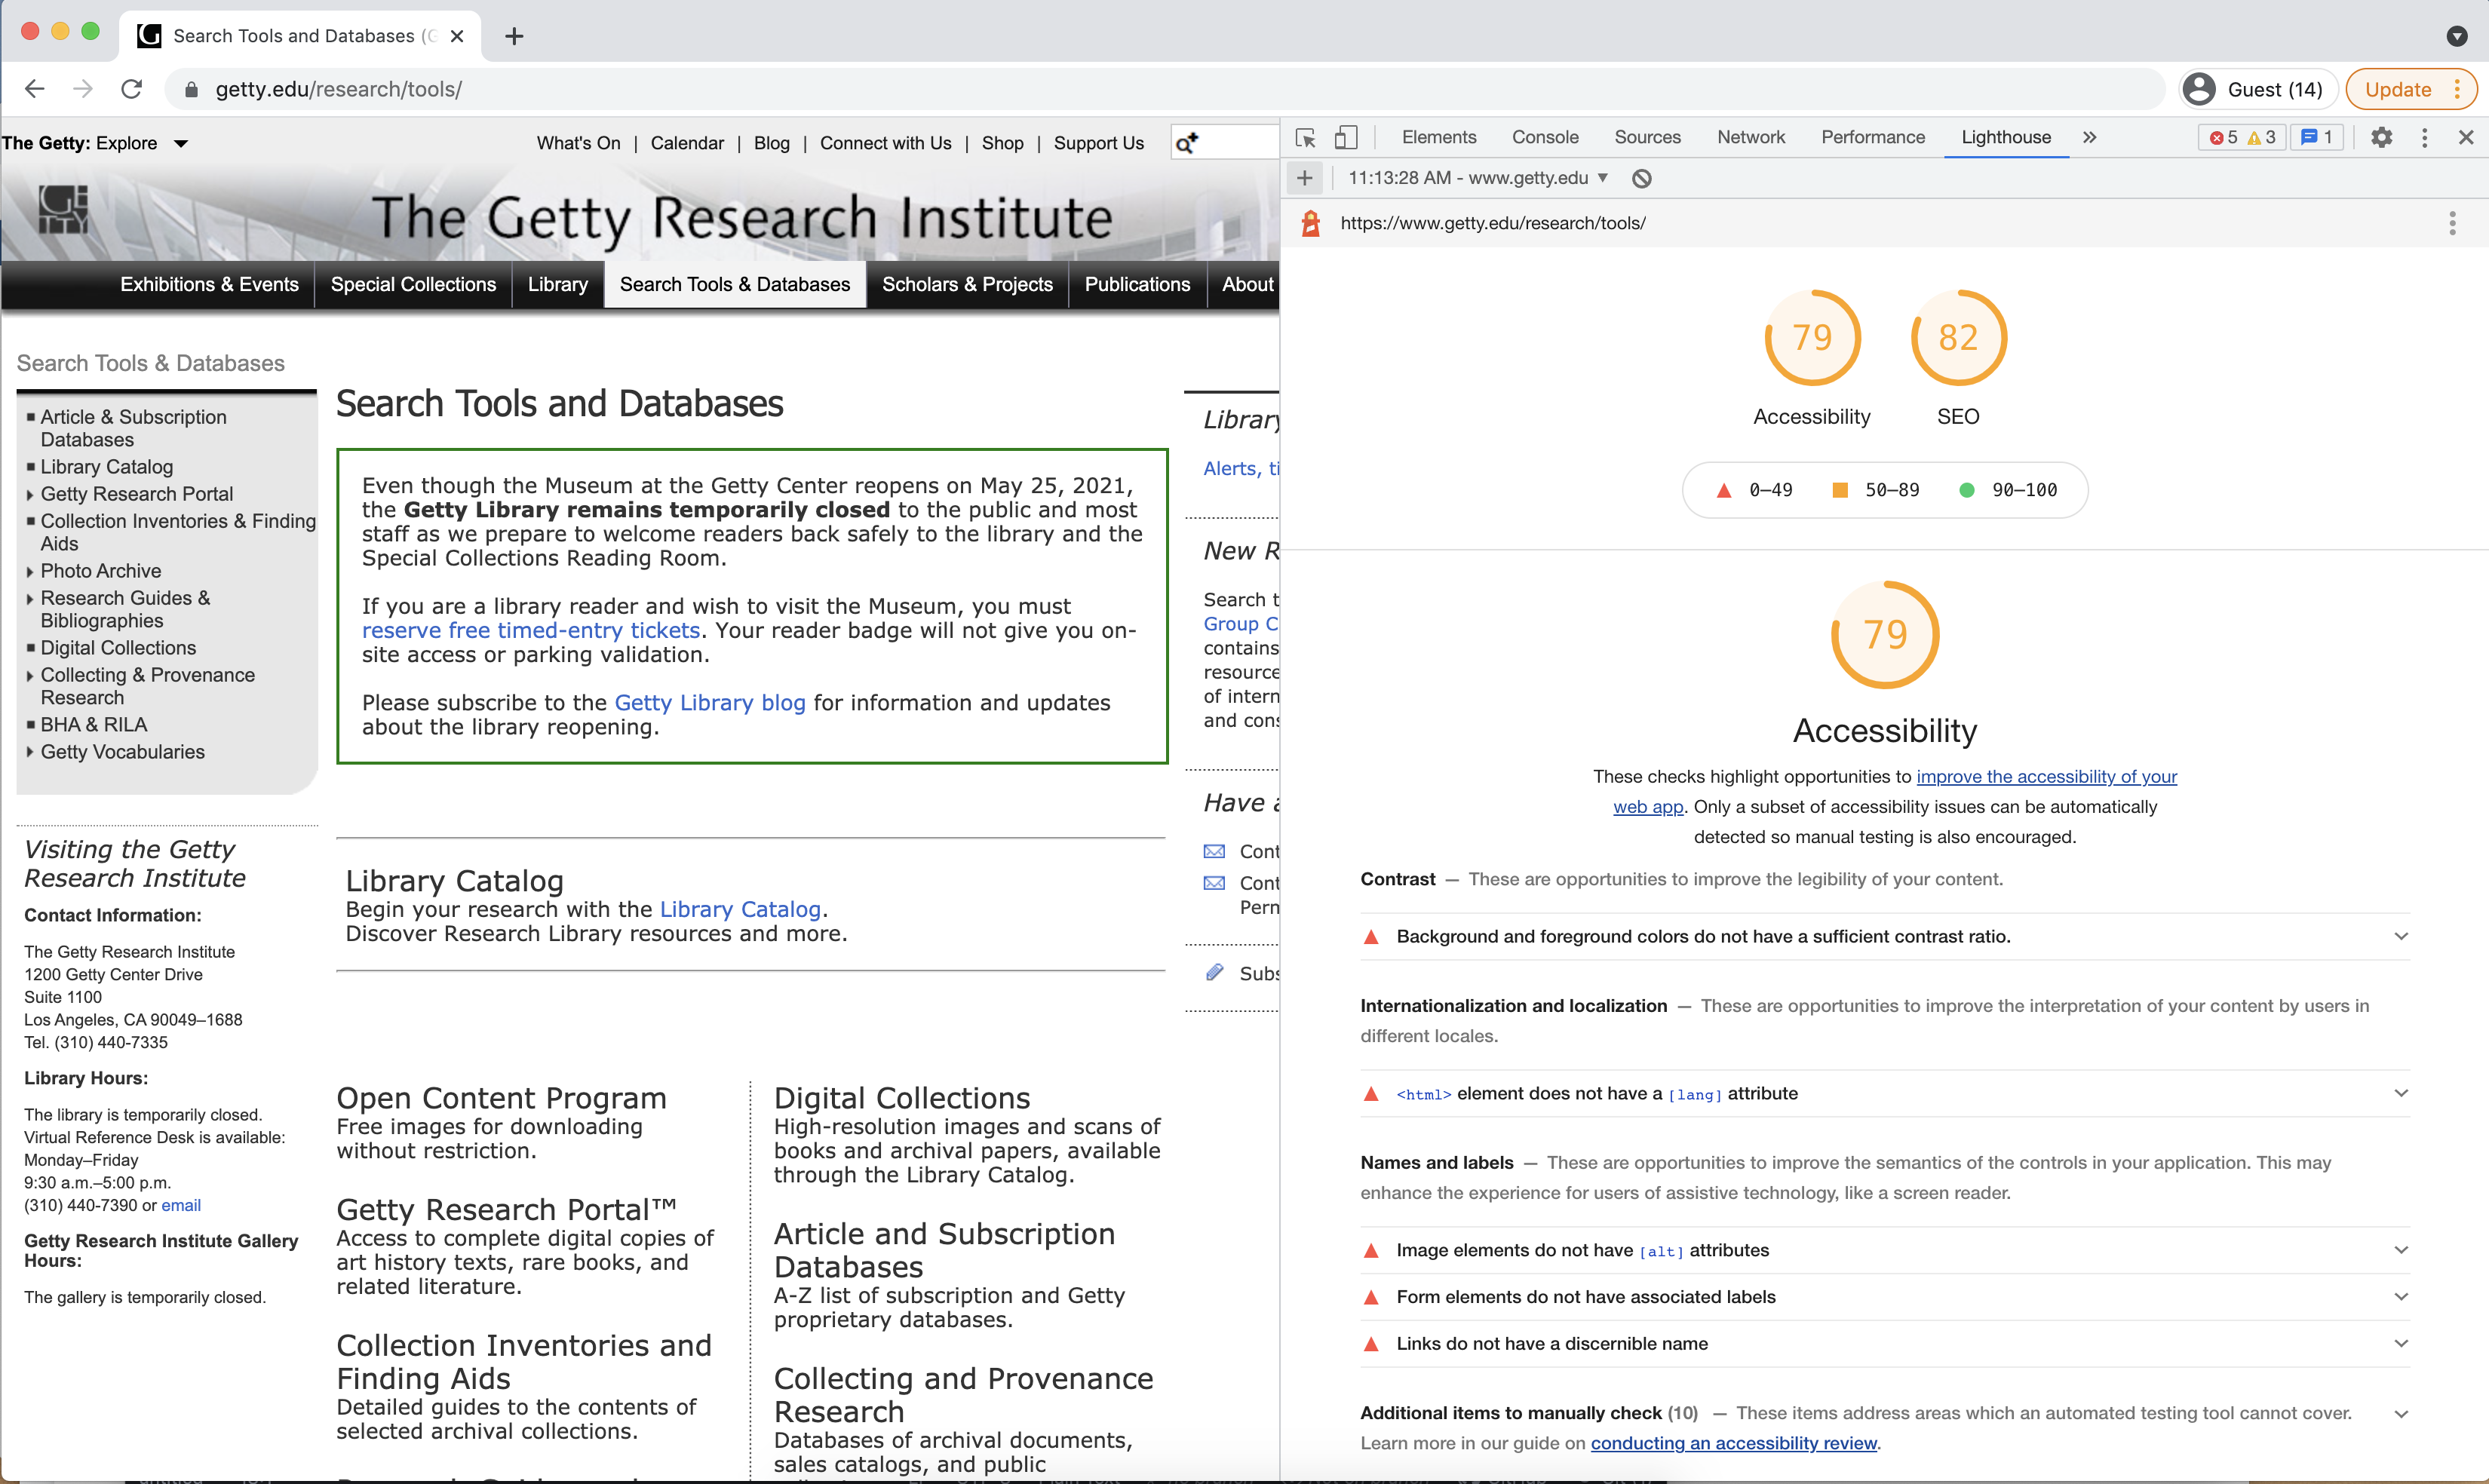 Search Tools and Databases (G
getty.edu/research/tools/
Guest (14)
Update
The Getty: Explore
What's On | Calendar | Blog | Connect with Us | Shop | Support Us
GETTY
The Getty Research Institute
Exhibitions & Events
Special Collections
Library
Search Tools & Databases
Scholars & Projects
Publications
About
Search Tools & Databases
Article & Subscription
Databases
Library Catalog
Getty Research Portal
Collection Inventories & Finding
Aids
Photo Archive
Research Guides &
Bibliographies
Digital Collections
Collecting & Provenance
Research
BHA & RILA
Getty Vocabularies
Visiting the Getty
Research Institute
Contact Information:
The Getty Research Institute
1200 Getty Center Drive
Suite 1100
Los Angeles, CA 90049–1688
Tel. (310) 440-7335
Library Hours:
The library is temporarily closed.
Virtual Reference Desk is available:
Monday–Friday
9:30 a.m.–5:00 p.m.
(310) 440-7390 or email
Getty Research Institute Gallery
Hours:
The gallery is temporarily closed.
Search Tools and Databases
Even though the Museum at the Getty Center reopens on May 25, 2021,
the Getty Library remains temporarily closed to the public and most
staff as we prepare to welcome readers back safely to the library and the
Special Collections Reading Room.
If you are a library reader and wish to visit the Museum, you must
reserve free timed-entry tickets. Your reader badge will not give you on-
site access or parking validation.
Please subscribe to the Getty Library blog for information and updates
about the library reopening.
Library Catalog
Begin your research with the Library Catalog.
Discover Research Library resources and more.
Open Content Program
Free images for downloading
without restriction.
Getty Research Portal™
Access to complete digital copies of
art history texts, rare books, and
related literature.
Collection Inventories and
Finding Aids
Detailed guides to the contents of
selected archival collections.
Digital Collections
High-resolution images and scans of
books and archival papers, available
through the Library Catalog.
Article and Subscription
Databases
A-Z list of subscription and Getty
proprietary databases.
Collecting and Provenance
Research
Databases of archival documents,
sales catalogs, and public
Library
Alerts, ti
New R
Search t
Group C
contains
resource
of intern
and cons
Have a
Cont
Cont
Perm
Subs
Elements
Console
Sources
Network
Performance
Lighthouse
5
3
1
11:13:28 AM - www.getty.edu
https://www.getty.edu/research/tools/
79
82
Accessibility
SEO
0–49
50–89
90–100
79
Accessibility
These checks highlight opportunities to improve the accessibility of your
web app. Only a subset of accessibility issues can be automatically
detected so manual testing is also encouraged.
Contrast — These are opportunities to improve the legibility of your content.
Background and foreground colors do not have a sufficient contrast ratio.
Internationalization and localization — These are opportunities to improve the interpretation of your content by users in
different locales.
<html> element does not have a [lang] attribute
Names and labels — These are opportunities to improve the semantics of the controls in your application. This may
enhance the experience for users of assistive technology, like a screen reader.
Image elements do not have [alt] attributes
Form elements do not have associated labels
Links do not have a discernible name
Additional items to manually check (10) — These items address areas which an automated testing tool cannot cover.
Learn more in our guide on conducting an accessibility review.